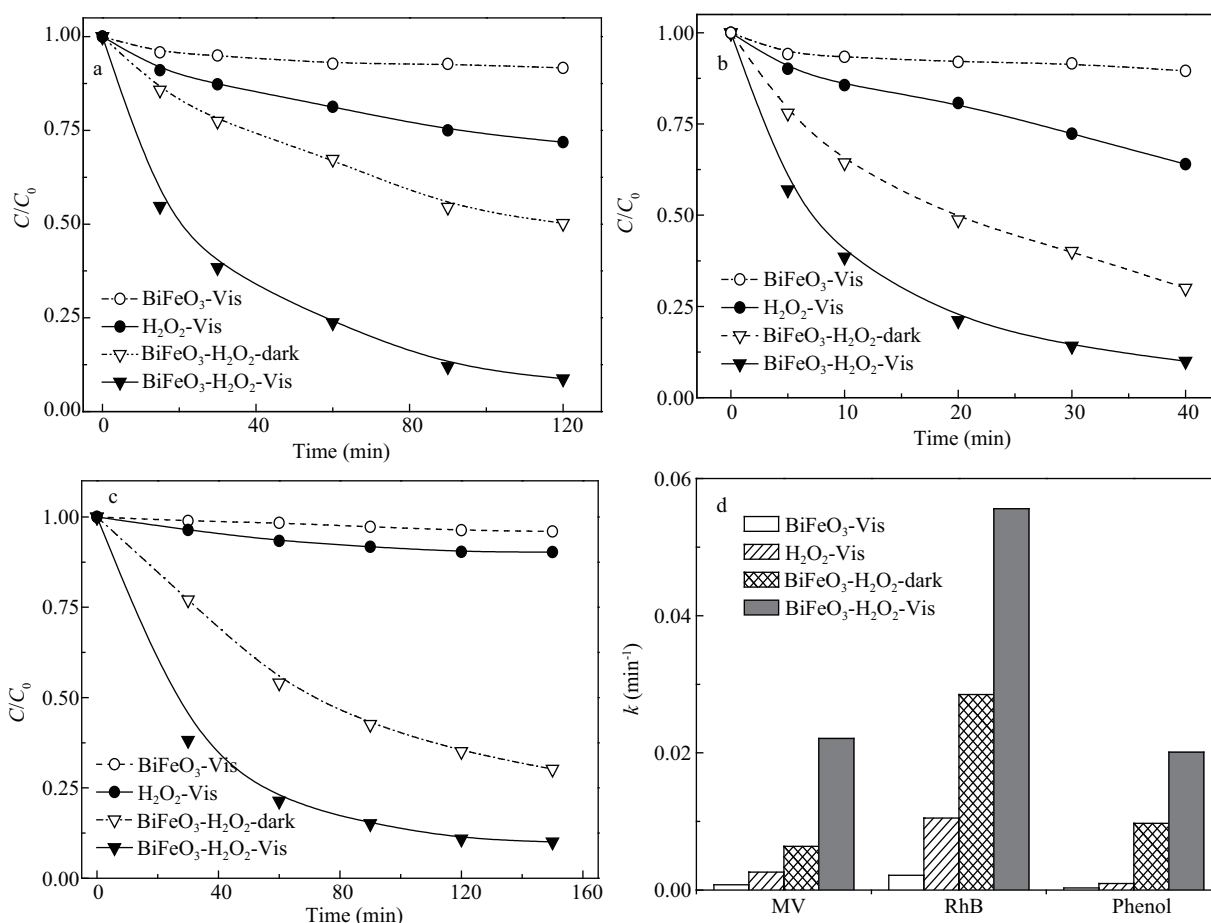 a
1.00
0.75
0.50
0.25
0.00
C/C₀
BiFeO₃-Vis
H₂O₂-Vis
BiFeO₃-H₂O₂-dark
BiFeO₃-H₂O₂-Vis
0 40 80 120
Time (min)
b
1.00
0.75
0.50
0.25
0.00
C/C₀
BiFeO₃-Vis
H₂O₂-Vis
BiFeO₃-H₂O₂-dark
BiFeO₃-H₂O₂-Vis
0 10 20 30 40
Time (min)
c
1.00
0.75
0.50
0.25
0.00
C/C₀
BiFeO₃-Vis
H₂O₂-Vis
BiFeO₃-H₂O₂-dark
BiFeO₃-H₂O₂-Vis
0 40 80 120 160
Time (min)
d
0.06
0.04
0.02
0.00
k (min⁻¹)
BiFeO₃-Vis
H₂O₂-Vis
BiFeO₃-H₂O₂-dark
BiFeO₃-H₂O₂-Vis
MV RhB Phenol